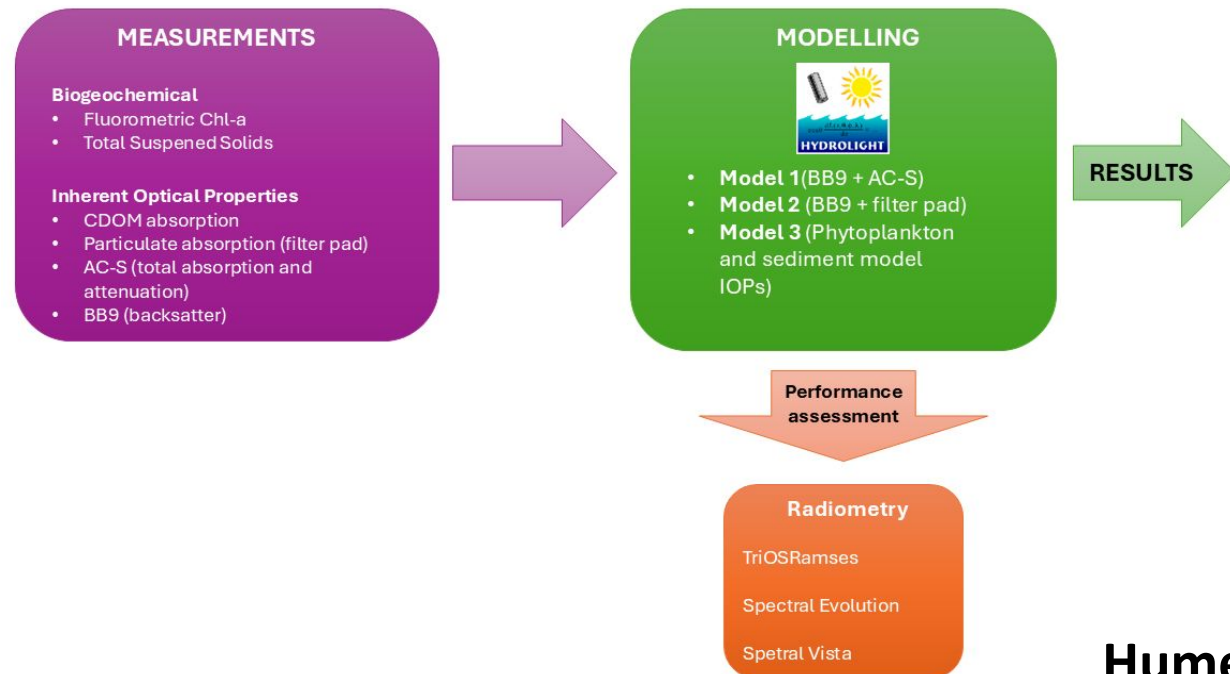 MEASUREMENTS
Biogeochemical
• Fluorometric Chl-a
• Total Suspened Solids
Inherent Optical Properties
• CDOM absorption
• Particulate absorption (filter pad)
• AC-S (total absorption and
attenuation)
• BB9 (backsatter)
MODELLING
HYDROLIGHT
• Model 1(BB9 + AC-S)
• Model 2 (BB9 + filter pad)
• Model 3 (Phytoplankton
and sediment model
IOPs)
RESULTS
Performance
assessment
Radiometry
TriOSRamses
Spectral Evolution
Spetral Vista
Hume